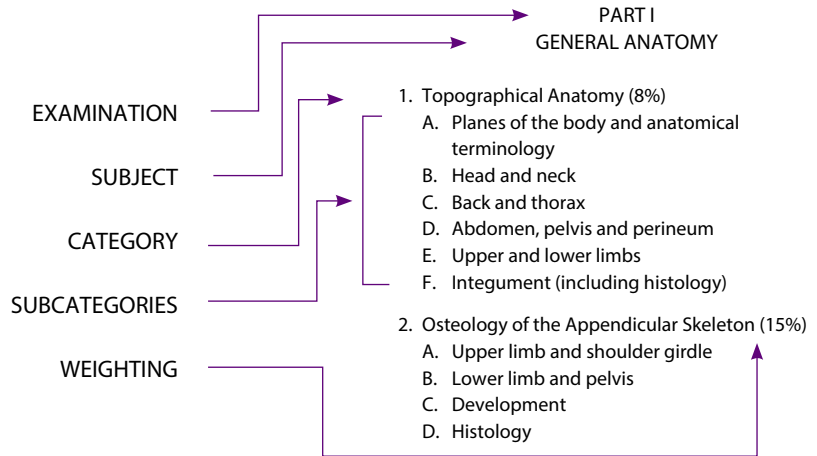 PART I
GENERAL ANATOMY
EXAMINATION
SUBJECT
CATEGORY
SUBCATEGORIES
WEIGHTING
1. Topographical Anatomy (8%)
A. Planes of the body and anatomical
terminology
B. Head and neck
C. Back and thorax
D. Abdomen, pelvis and perineum
E. Upper and lower limbs
F. Integument (including histology)
2. Osteology of the Appendicular Skeleton (15%)
A. Upper limb and shoulder girdle
B. Lower limb and pelvis
C. Development
D. Histology